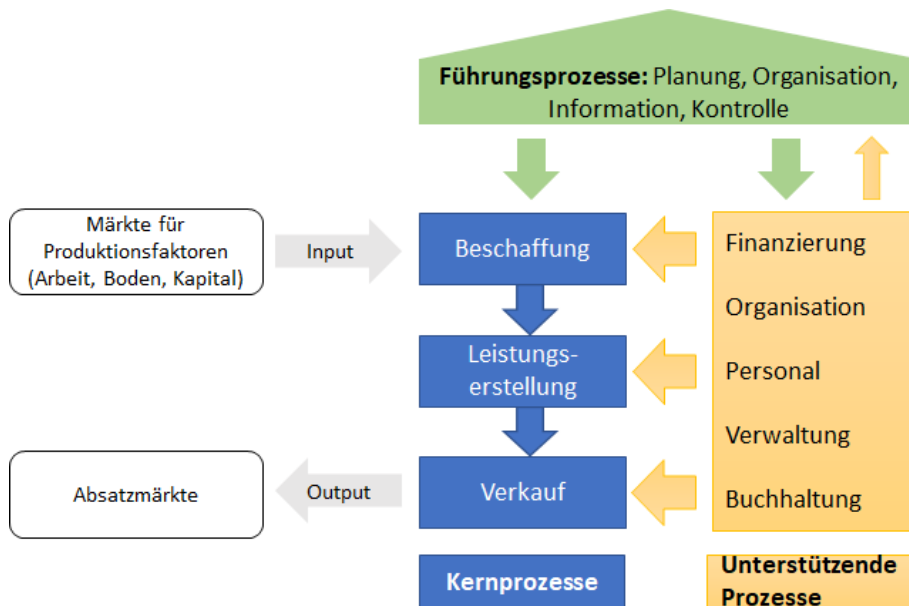 Führungsprozesse: Planung, Organisation,
Information, Kontrolle
Märkte für
Produktionsfaktoren
(Arbeit, Boden, Kapital)
Input
Beschaffung
Finanzierung
Organisation
Leistungs-
erstellung
Personal
Verwaltung
Absatzmärkte
Output
Verkauf
Buchhaltung
Kernprozesse
Unterstützende
Prozesse